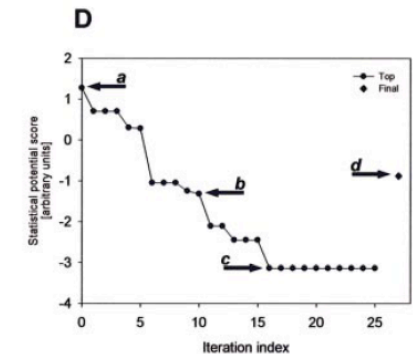 D
Statistical potential score
[arbitrary units]
2
1
0
-1
-2
-3
-4
a
b
c
d
Top
Final
0
5
10
15
20
25
Iteration index